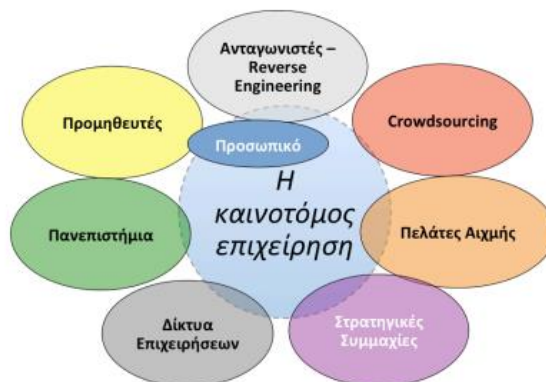 Ανταγωνιστές –
Reverse
Engineering
Προμηθευτές
Crowdsourcing
Προσωπικό
Η
καινοτόμος
επιχείρηση
Πανεπιστήμια
Πελάτες Αιχμής
Δίκτυα
Επιχειρήσεων
Στρατηγικές
Συμμαχίες